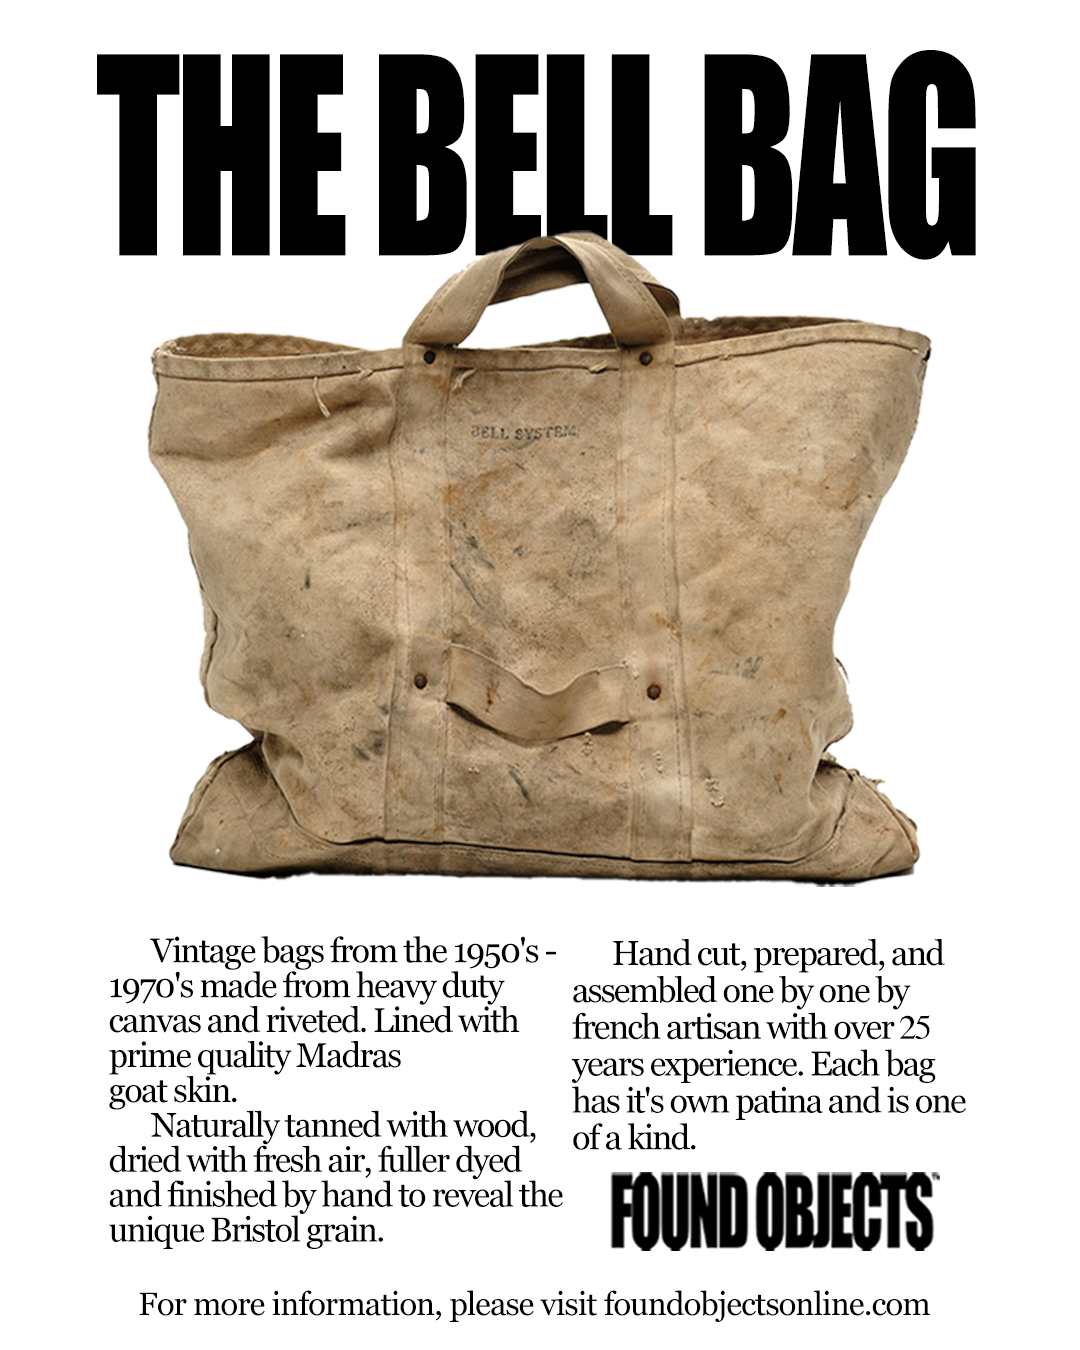 THE BELL BAG
BELL SYSTEM
Vintage bags from the 1950's -
1970's made from heavy duty
canvas and riveted. Lined with
prime quality Madras
goat skin.
Naturally tanned with wood,
dried with fresh air, fuller dyed
and finished by hand to reveal the
unique Bristol grain.
Hand cut, prepared, and
assembled one by one by
french artisan with over 25
years experience. Each bag
has it's own patina and is one
of a kind.
FOUND OBJECTS™
For more information, please visit foundobjectsonline.com